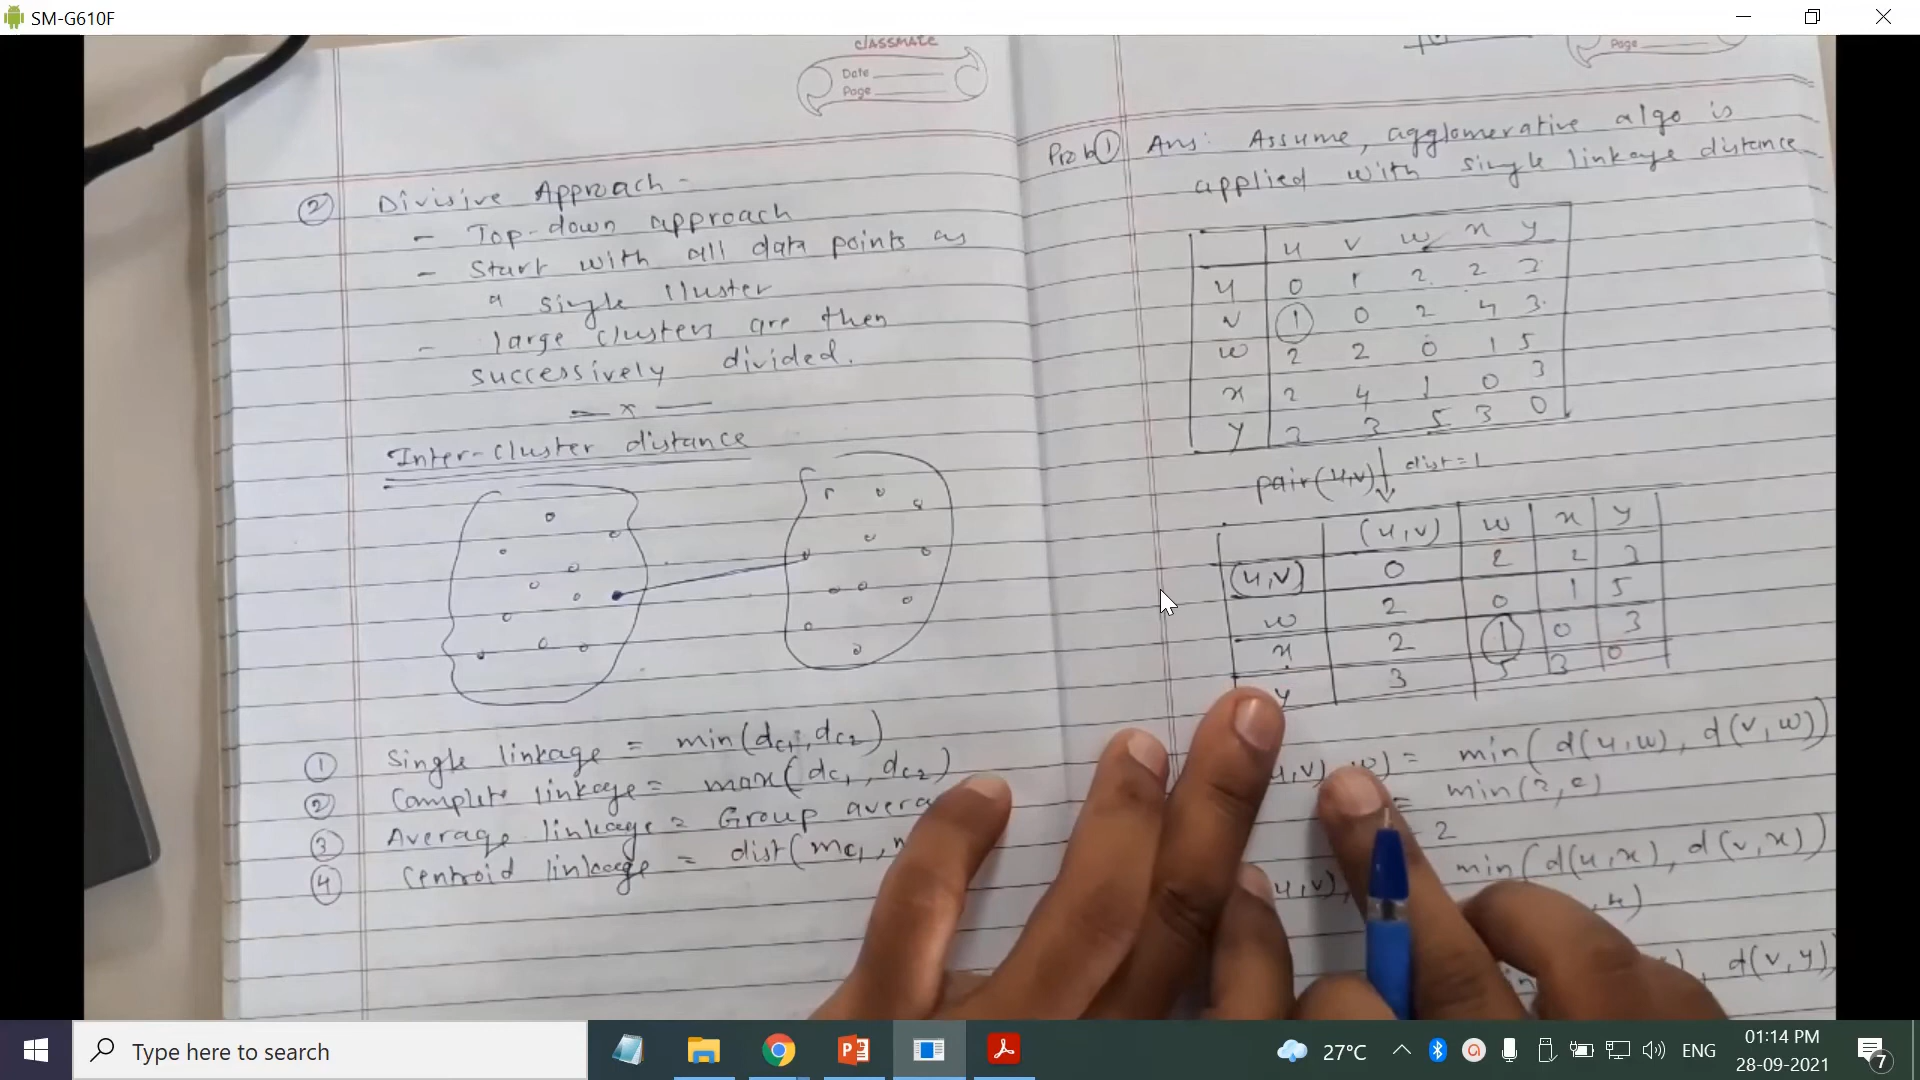 SM-G610F
classmate
Date
Page
Page
② Divisive Approach -
- Top-down approach
- Start with all data points as
a single lluster
- large clusters are then
successively divided.
— x —
Inter-cluster distance
① Single linkage = min(dc1, dc2)
② Complete linkage = max(dc1, dc2)
③ Average linkage = Group avera
④ Centroid linkage = dist(mc1,
Prob ① Ans: Assume, agglomerative algo is
applied with single linkage distance
u v w x y
u 0 1 2 2 3
v 1 0 2 4 3
w 2 2 0 1 5
x 2 4 1 0 3
y 3 3 5 3 0
pair(u,v) dist = 1
(u,v) w x y
(u,v) 0 2 2 3
w 2 0 1 5
x 2 1 0 3
y 3 5 3 0
u,v), w) = min(d(u,w), d(v,w))
= min(2,2)
2
u,v), min(d(u,x), d(v,x))
,4)
), d(v,y)
Type here to search
27°C
ENG
01:14 PM
28-09-2021
7